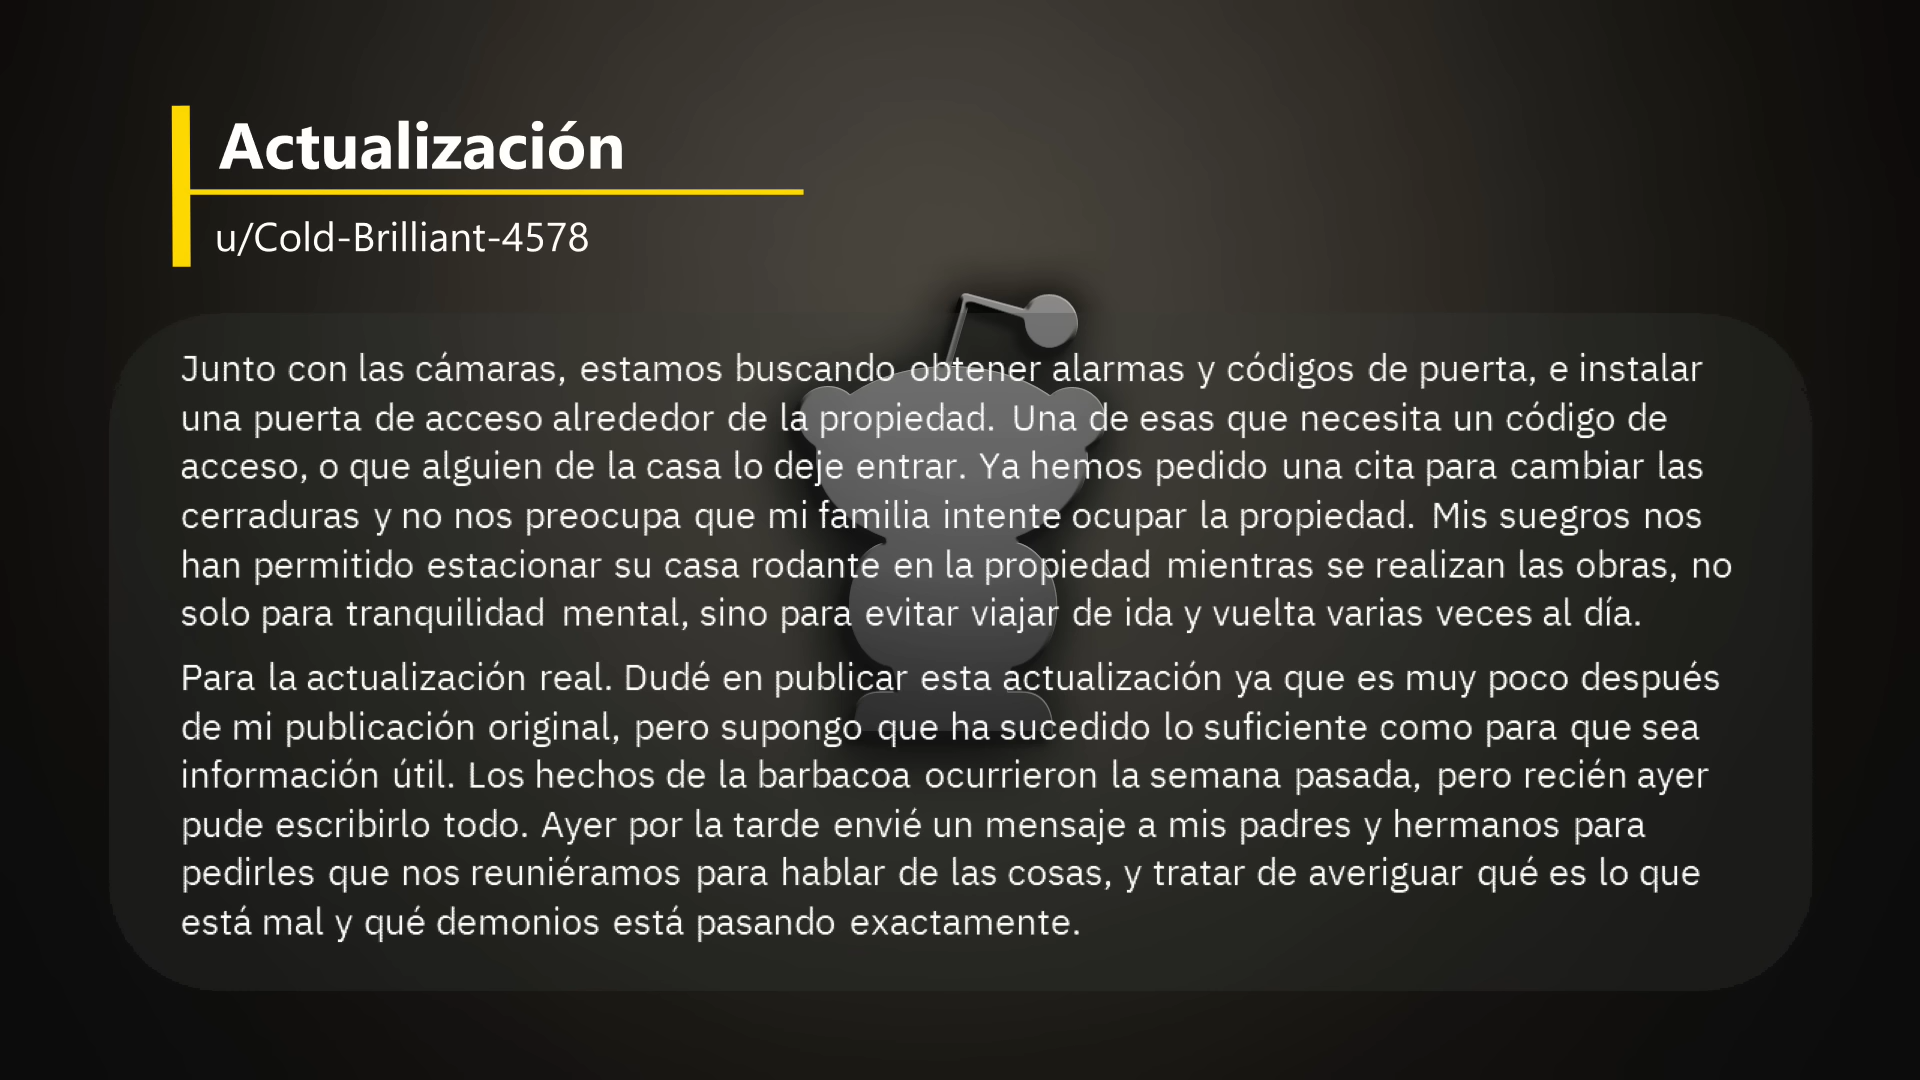 Actualización
u/Cold-Brilliant-4578
Junto con las cámaras, estamos buscando obtener alarmas y códigos de puerta, e instalar
una puerta de acceso alrededor de la propiedad. Una de esas que necesita un código de
acceso, o que alguien de la casa lo deje entrar. Ya hemos pedido una cita para cambiar las
cerraduras y no nos preocupa que mi familia intente ocupar la propiedad. Mis suegros nos
han permitido estacionar su casa rodante en la propiedad mientras se realizan las obras, no
solo para tranquilidad mental, sino para evitar viajar de ida y vuelta varias veces al día.
Para la actualización real. Dudé en publicar esta actualización ya que es muy poco después
de mi publicación original, pero supongo que ha sucedido lo suficiente como para que sea
información útil. Los hechos de la barbacoa ocurrieron la semana pasada, pero recién ayer
pude escribirlo todo. Ayer por la tarde envié un mensaje a mis padres y hermanos para
pedirles que nos reuniéramos para hablar de las cosas, y tratar de averiguar qué es lo que
está mal y qué demonios está pasando exactamente.